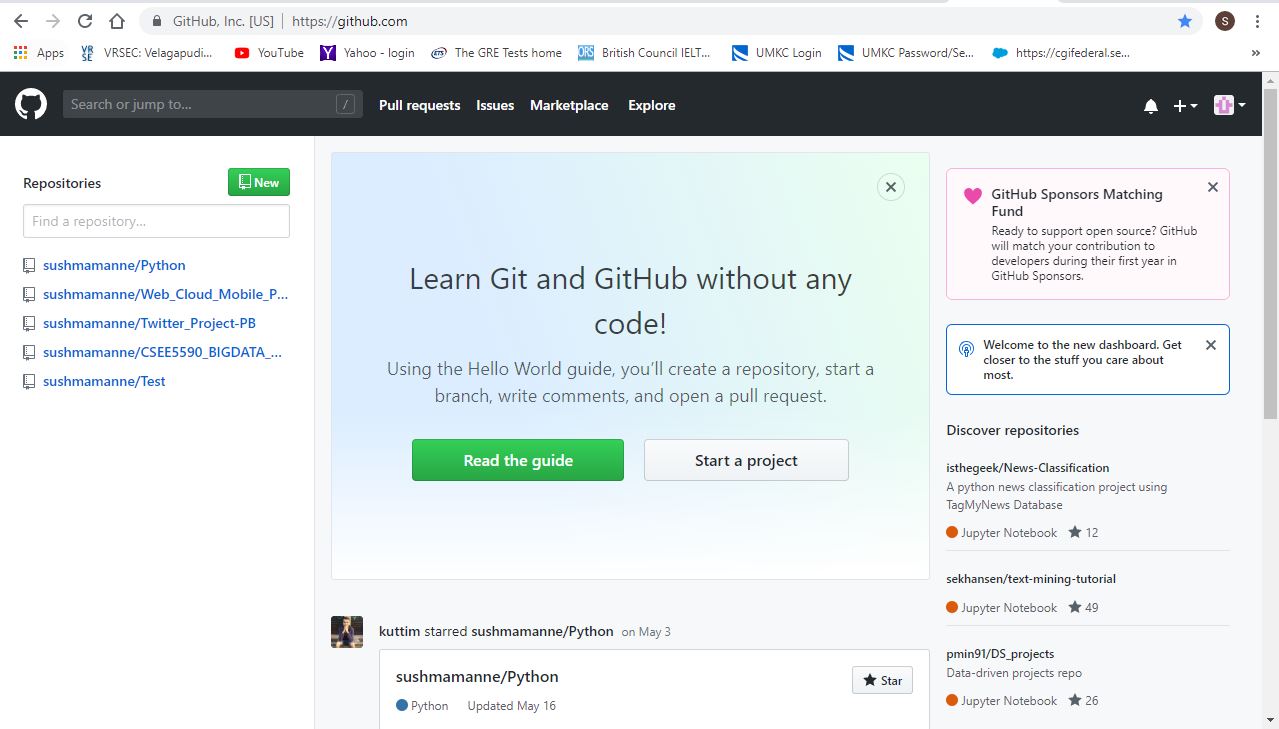 GitHub, Inc. [US] | https://github.com
S
Apps
VR
SEC
VRSEC: Velagapudi...
YouTube
Y
Yahoo - login
ETS
The GRE Tests home
ORS
British Council IELT...
UMKC Login
UMKC Password/Se...
https://cgifederal.se...
»
Search or jump to...
/
Pull requests
Issues
Marketplace
Explore
Repositories
New
Find a repository...
sushmamanne/Python
sushmamanne/Web_Cloud_Mobile_P...
sushmamanne/Twitter_Project-PB
sushmamanne/CSEE5590_BIGDATA_...
sushmamanne/Test
Learn Git and GitHub without any
code!
Using the Hello World guide, you’ll create a repository, start a
branch, write comments, and open a pull request.
Read the guide
Start a project
kuttim starred sushmamanne/Python on May 3
sushmamanne/Python
Star
Python
Updated May 16
GitHub Sponsors Matching
Fund
Ready to support open source? GitHub
will match your contribution to
developers during their first year in
GitHub Sponsors.
Welcome to the new dashboard. Get
closer to the stuff you care about
most.
Discover repositories
isthegeek/News-Classification
A python news classification project using
TagMyNews Database
Jupyter Notebook
12
sekhansen/text-mining-tutorial
Jupyter Notebook
49
pmin91/DS_projects
Data-driven projects repo
Jupyter Notebook
26